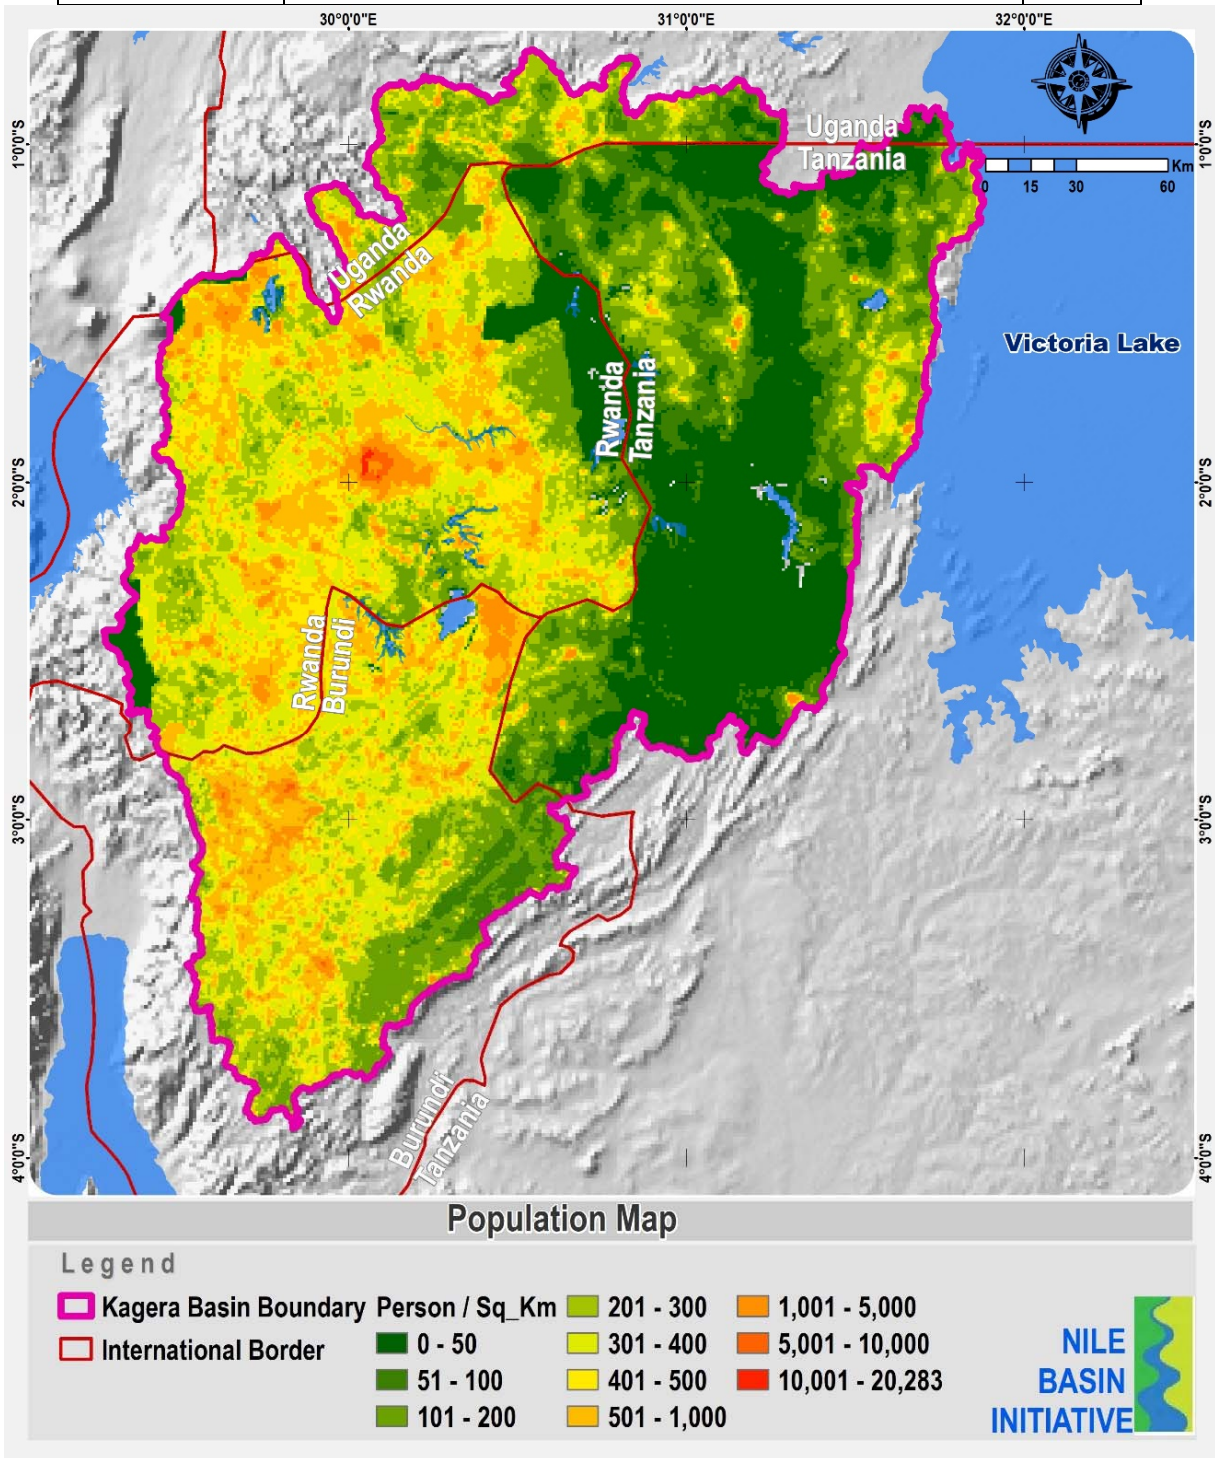 30°0'0"E 31°0'0"E 32°0'0"E
1°0'0"S
1°0'0"S
Uganda
Tanzania
Km
0 15 30 60
Uganda
Rwanda
Victoria Lake
Rwanda
Tanzania
2°0'0"S
2°0'0"S
Rwanda
Burundi
3°0'0"S
3°0'0"S
Burundi
Tanzania
4°0'0"S
4°0'0"S
Population Map
Legend
Kagera Basin Boundary
International Border
Person / Sq_Km
0 - 50
51 - 100
101 - 200
201 - 300
301 - 400
401 - 500
501 - 1,000
1,001 - 5,000
5,001 - 10,000
10,001 - 20,283
NILE
BASIN
INITIATIVE